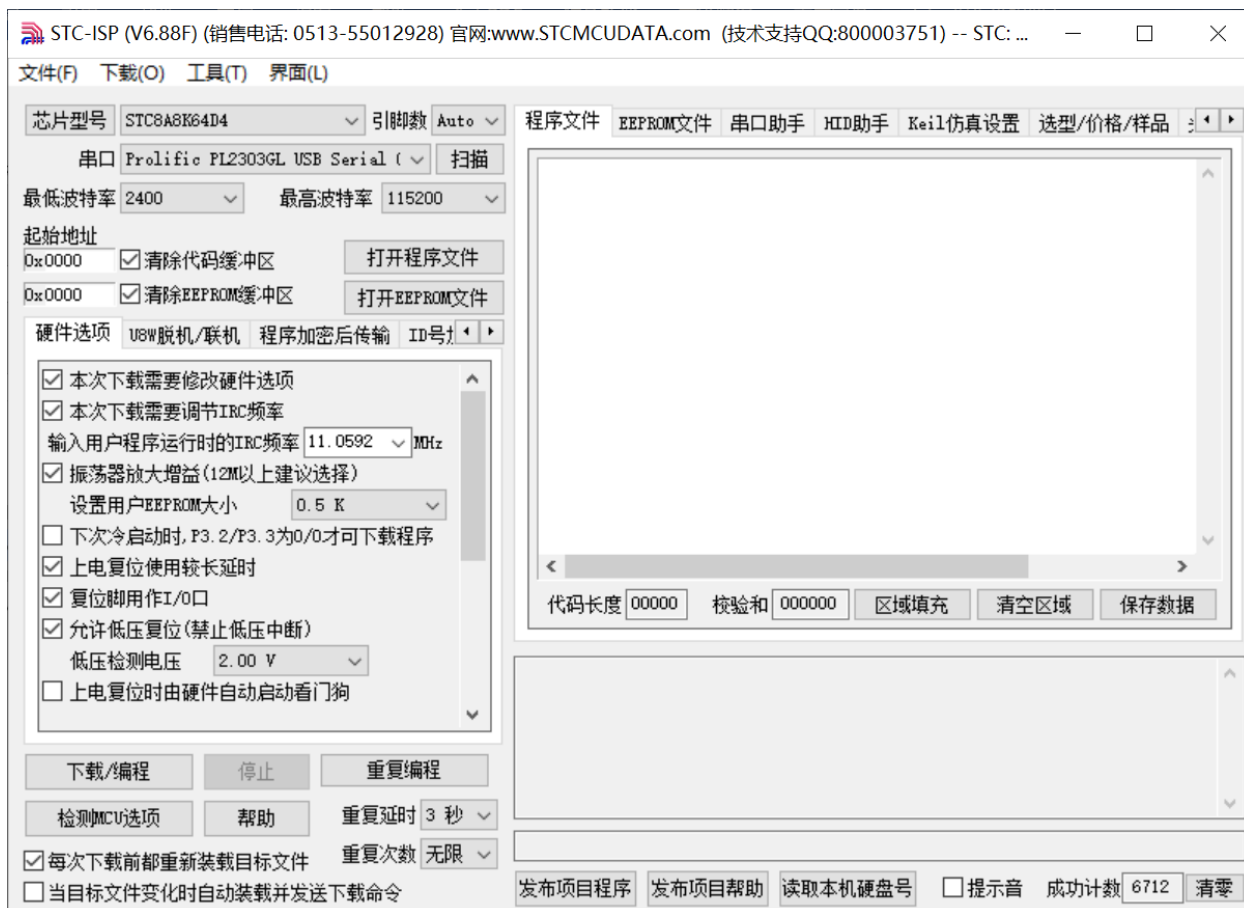 STC-ISP (V6.88F) (销售电话: 0513-55012928) 官网:www.STCMCUDATA.com (技术支持QQ:800003751) -- STC: ...
文件(F) 下载(O) 工具(T) 界面(L)
芯片型号 STC8A8K64D4 引脚数 Auto
串口 Prolific PL2303GL USB Serial ( 扫描
最低波特率 2400 最高波特率 115200
起始地址
0x0000 清除代码缓冲区 打开程序文件
0x0000 清除EEPROM缓冲区 打开EEPROM文件
硬件选项 U8W脱机/联机 程序加密后传输 ID号
本次下载需要修改硬件选项
本次下载需要调节IRC频率
输入用户程序运行时的IRC频率 11.0592 MHz
振荡器放大增益(12M以上建议选择)
设置用户EEPROM大小 0.5 K
下次冷启动时,P3.2/P3.3为0/0才可下载程序
上电复位使用较长延时
复位脚用作I/O口
允许低压复位(禁止低压中断)
低压检测电压 2.00 V
上电复位时由硬件自动启动看门狗
下载/编程 停止 重复编程
检测MCU选项 帮助 重复延时 3 秒
每次下载前都重新装载目标文件 重复次数 无限
当目标文件变化时自动装载并发送下载命令
程序文件 EEPROM文件 串口助手 HID助手 Keil仿真设置 选型/价格/样品
代码长度 00000 校验和 000000 区域填充 清空区域 保存数据
发布项目程序 发布项目帮助 读取本机硬盘号 提示音 成功计数 6712 清零